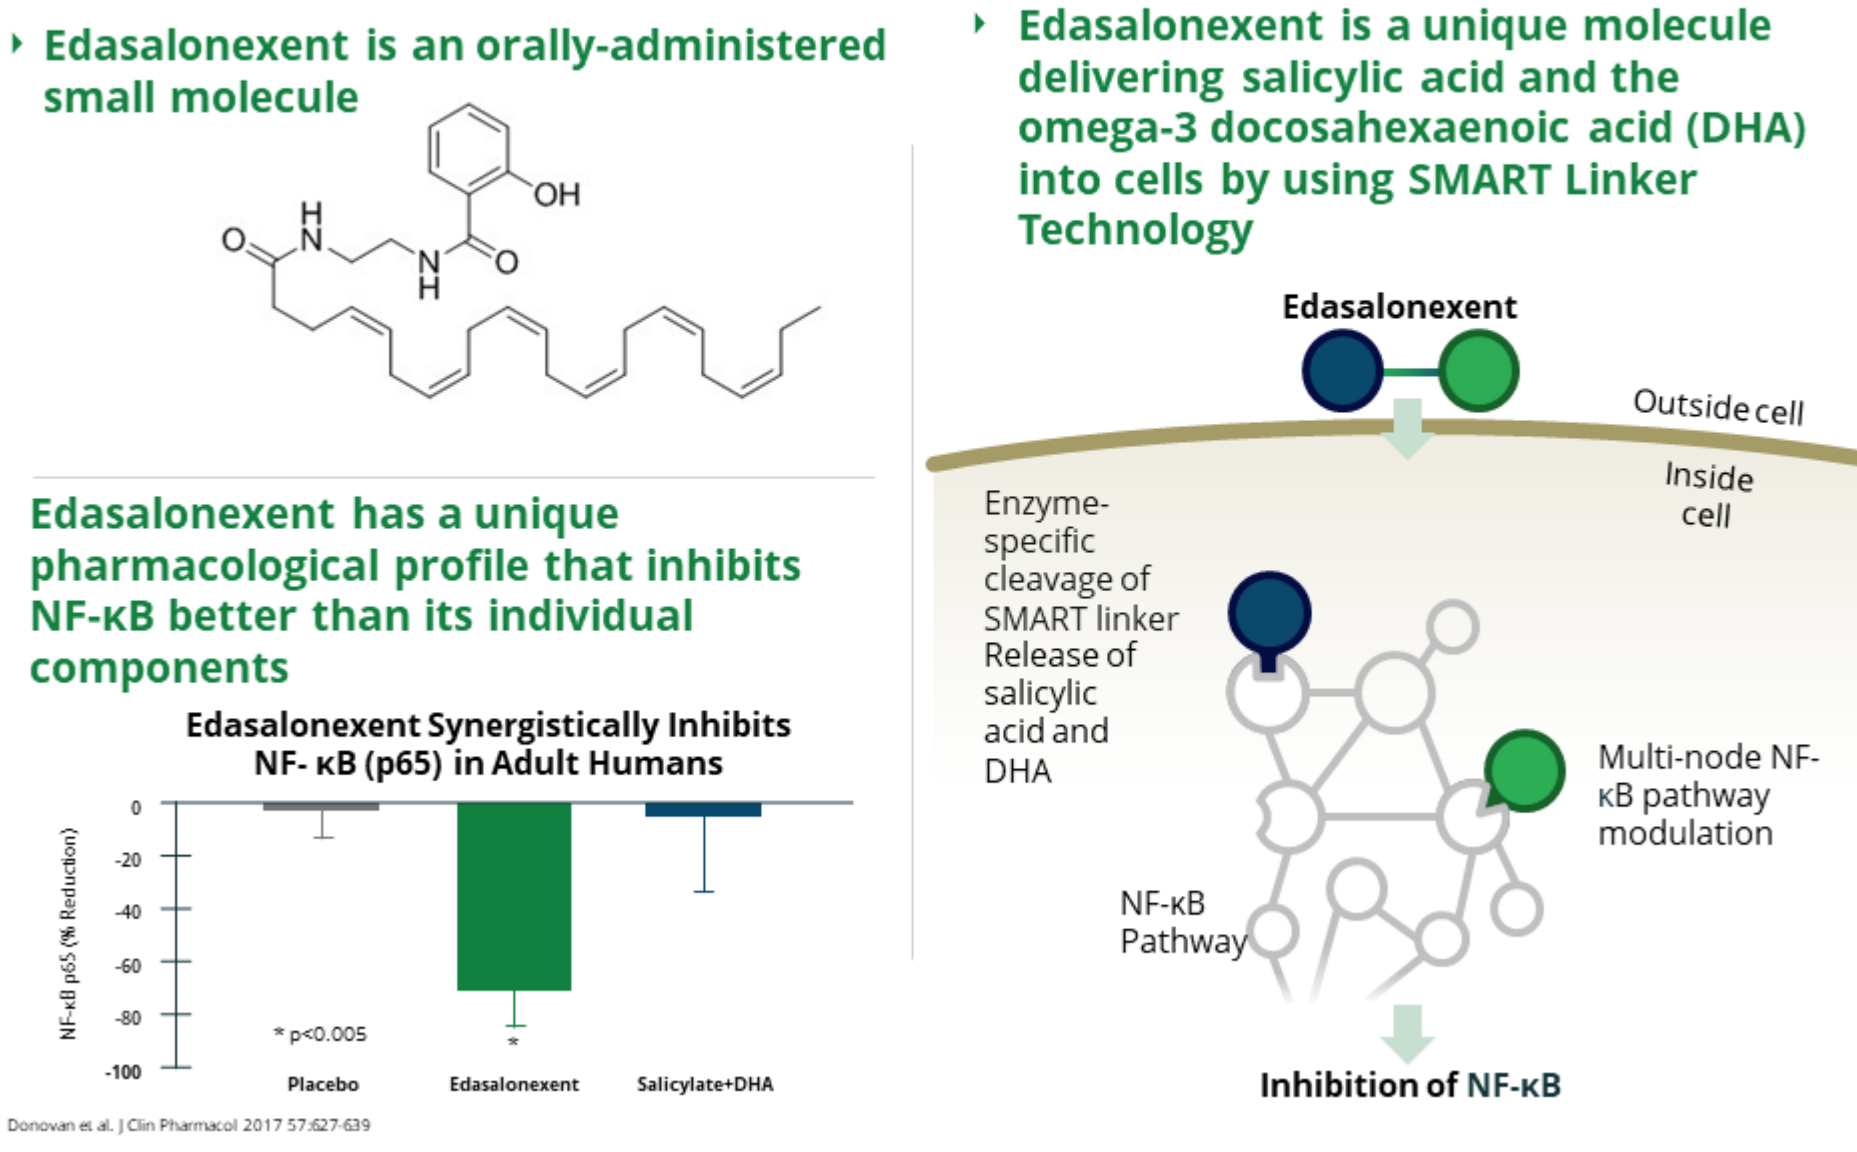 Edasalonexent is an orally-administered
small molecule
OH
H
N
O
N
H
O
Edasalonexent has a unique
pharmacological profile that inhibits
NF-κB better than its individual
components
Edasalonexent Synergistically Inhibits
NF- κB (p65) in Adult Humans
NF-κB p65 (% Reduction)
0
-20
-40
-60
-80
-100
* p<0.005
*
Placebo
Edasalonexent
Salicylate+DHA
Donovan et al. J Clin Pharmacol 2017 57:627-639
Edasalonexent is a unique molecule
delivering salicylic acid and the
omega-3 docosahexaenoic acid (DHA)
into cells by using SMART Linker
Technology
Edasalonexent
Outside cell
Inside
cell
Enzyme-
specific
cleavage of
SMART linker
Release of
salicylic
acid and
DHA
Multi-node NF-
κB pathway
modulation
NF-κB
Pathway
Inhibition of NF-κB